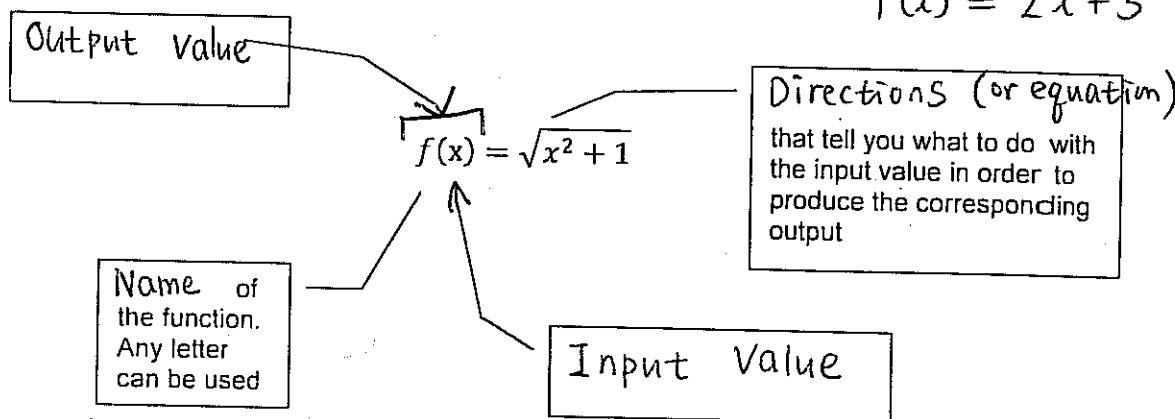 f(x) = 2x+3
Output Value
Directions (or equation)
that tell you what to do with
the input value in order to
produce the corresponding
output
f(x) = √x² + 1
Name of
the function.
Any letter
can be used
Input Value